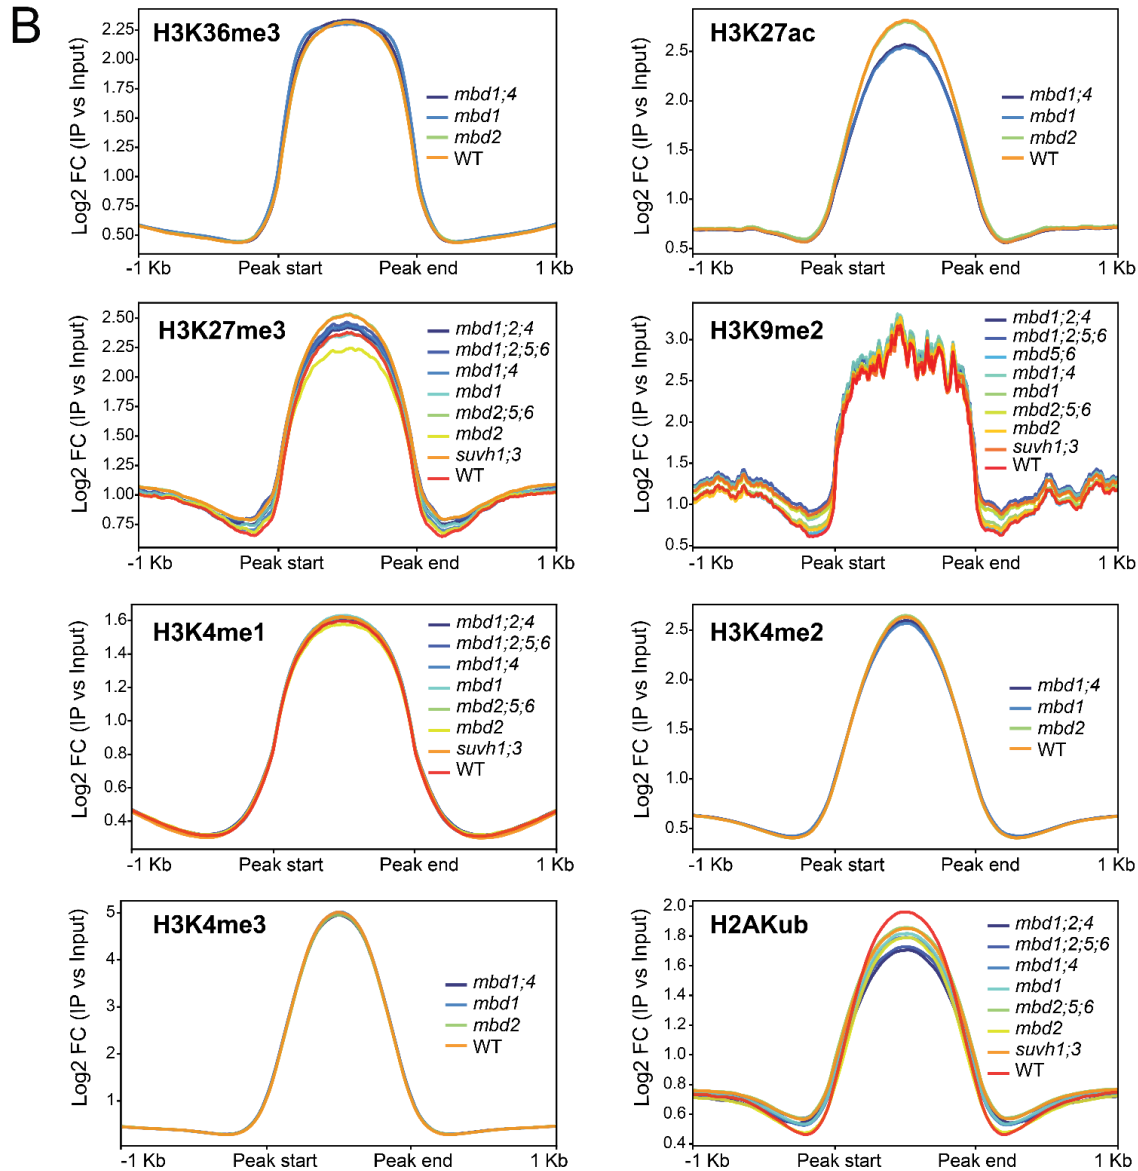 B
H3K36me3
Log2 FC (IP vs Input)
2.25
2.00
1.75
1.50
1.25
1.00
0.75
0.50
mbd1;4
mbd1
mbd2
WT
-1 Kb Peak start Peak end 1 Kb
H3K27ac
Log2 FC (IP vs Input)
2.5
2.0
1.5
1.0
0.5
mbd1;4
mbd1
mbd2
WT
-1 Kb Peak start Peak end 1 Kb
H3K27me3
Log2 FC (IP vs Input)
2.50
2.25
2.00
1.75
1.50
1.25
1.00
0.75
mbd1;2;4
mbd1;2;5;6
mbd1;4
mbd1
mbd2;5;6
mbd2
suvh1;3
WT
-1 Kb Peak start Peak end 1 Kb
H3K9me2
Log2 FC (IP vs Input)
3.0
2.5
2.0
1.5
1.0
0.5
mbd1;2;4
mbd1;2;5;6
mbd5;6
mbd1;4
mbd1
mbd2;5;6
mbd2
suvh1;3
WT
-1 Kb Peak start Peak end 1 Kb
H3K4me1
Log2 FC (IP vs Input)
1.6
1.4
1.2
1.0
0.8
0.6
0.4
mbd1;2;4
mbd1;2;5;6
mbd1;4
mbd1
mbd2;5;6
mbd2
suvh1;3
WT
-1 Kb Peak start Peak end 1 Kb
H3K4me2
Log2 FC (IP vs Input)
2.5
2.0
1.5
1.0
0.5
mbd1;4
mbd1
mbd2
WT
-1 Kb Peak start Peak end 1 Kb
H3K4me3
Log2 FC (IP vs Input)
5
4
3
2
1
mbd1;4
mbd1
mbd2
WT
-1 Kb Peak start Peak end 1 Kb
H2AKub
Log2 FC (IP vs Input)
2.0
1.8
1.6
1.4
1.2
1.0
0.8
0.6
0.4
mbd1;2;4
mbd1;2;5;6
mbd1;4
mbd1
mbd2;5;6
mbd2
suvh1;3
WT
-1 Kb Peak start Peak end 1 Kb